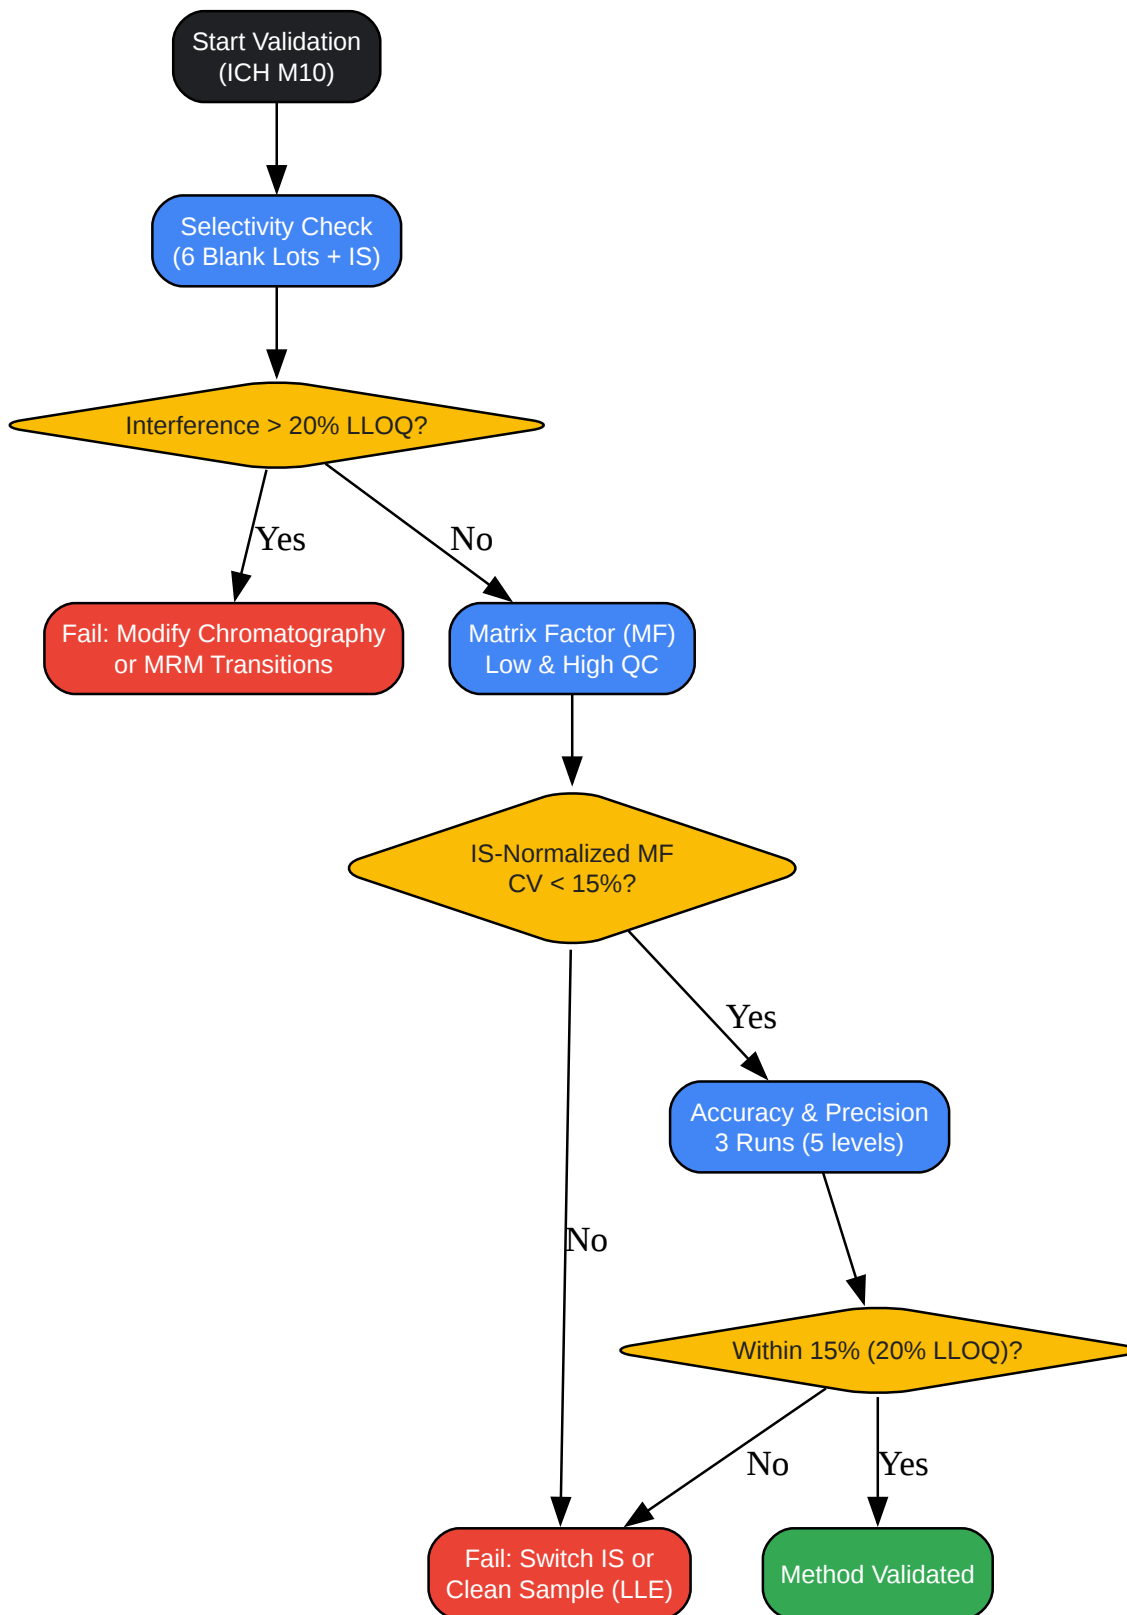 Start Validation
(ICH M10)
Selectivity Check
(6 Blank Lots + IS)
Interference > 20% LLOQ?
Yes
No
Fail: Modify Chromatography
or MRM Transitions
Matrix Factor (MF)
Low & High QC
IS-Normalized MF
CV < 15%?
Yes
Accuracy & Precision
3 Runs (5 levels)
No
Within 15% (20% LLOQ)?
No
Yes
Fail: Switch IS or
Clean Sample (LLE)
Method Validated